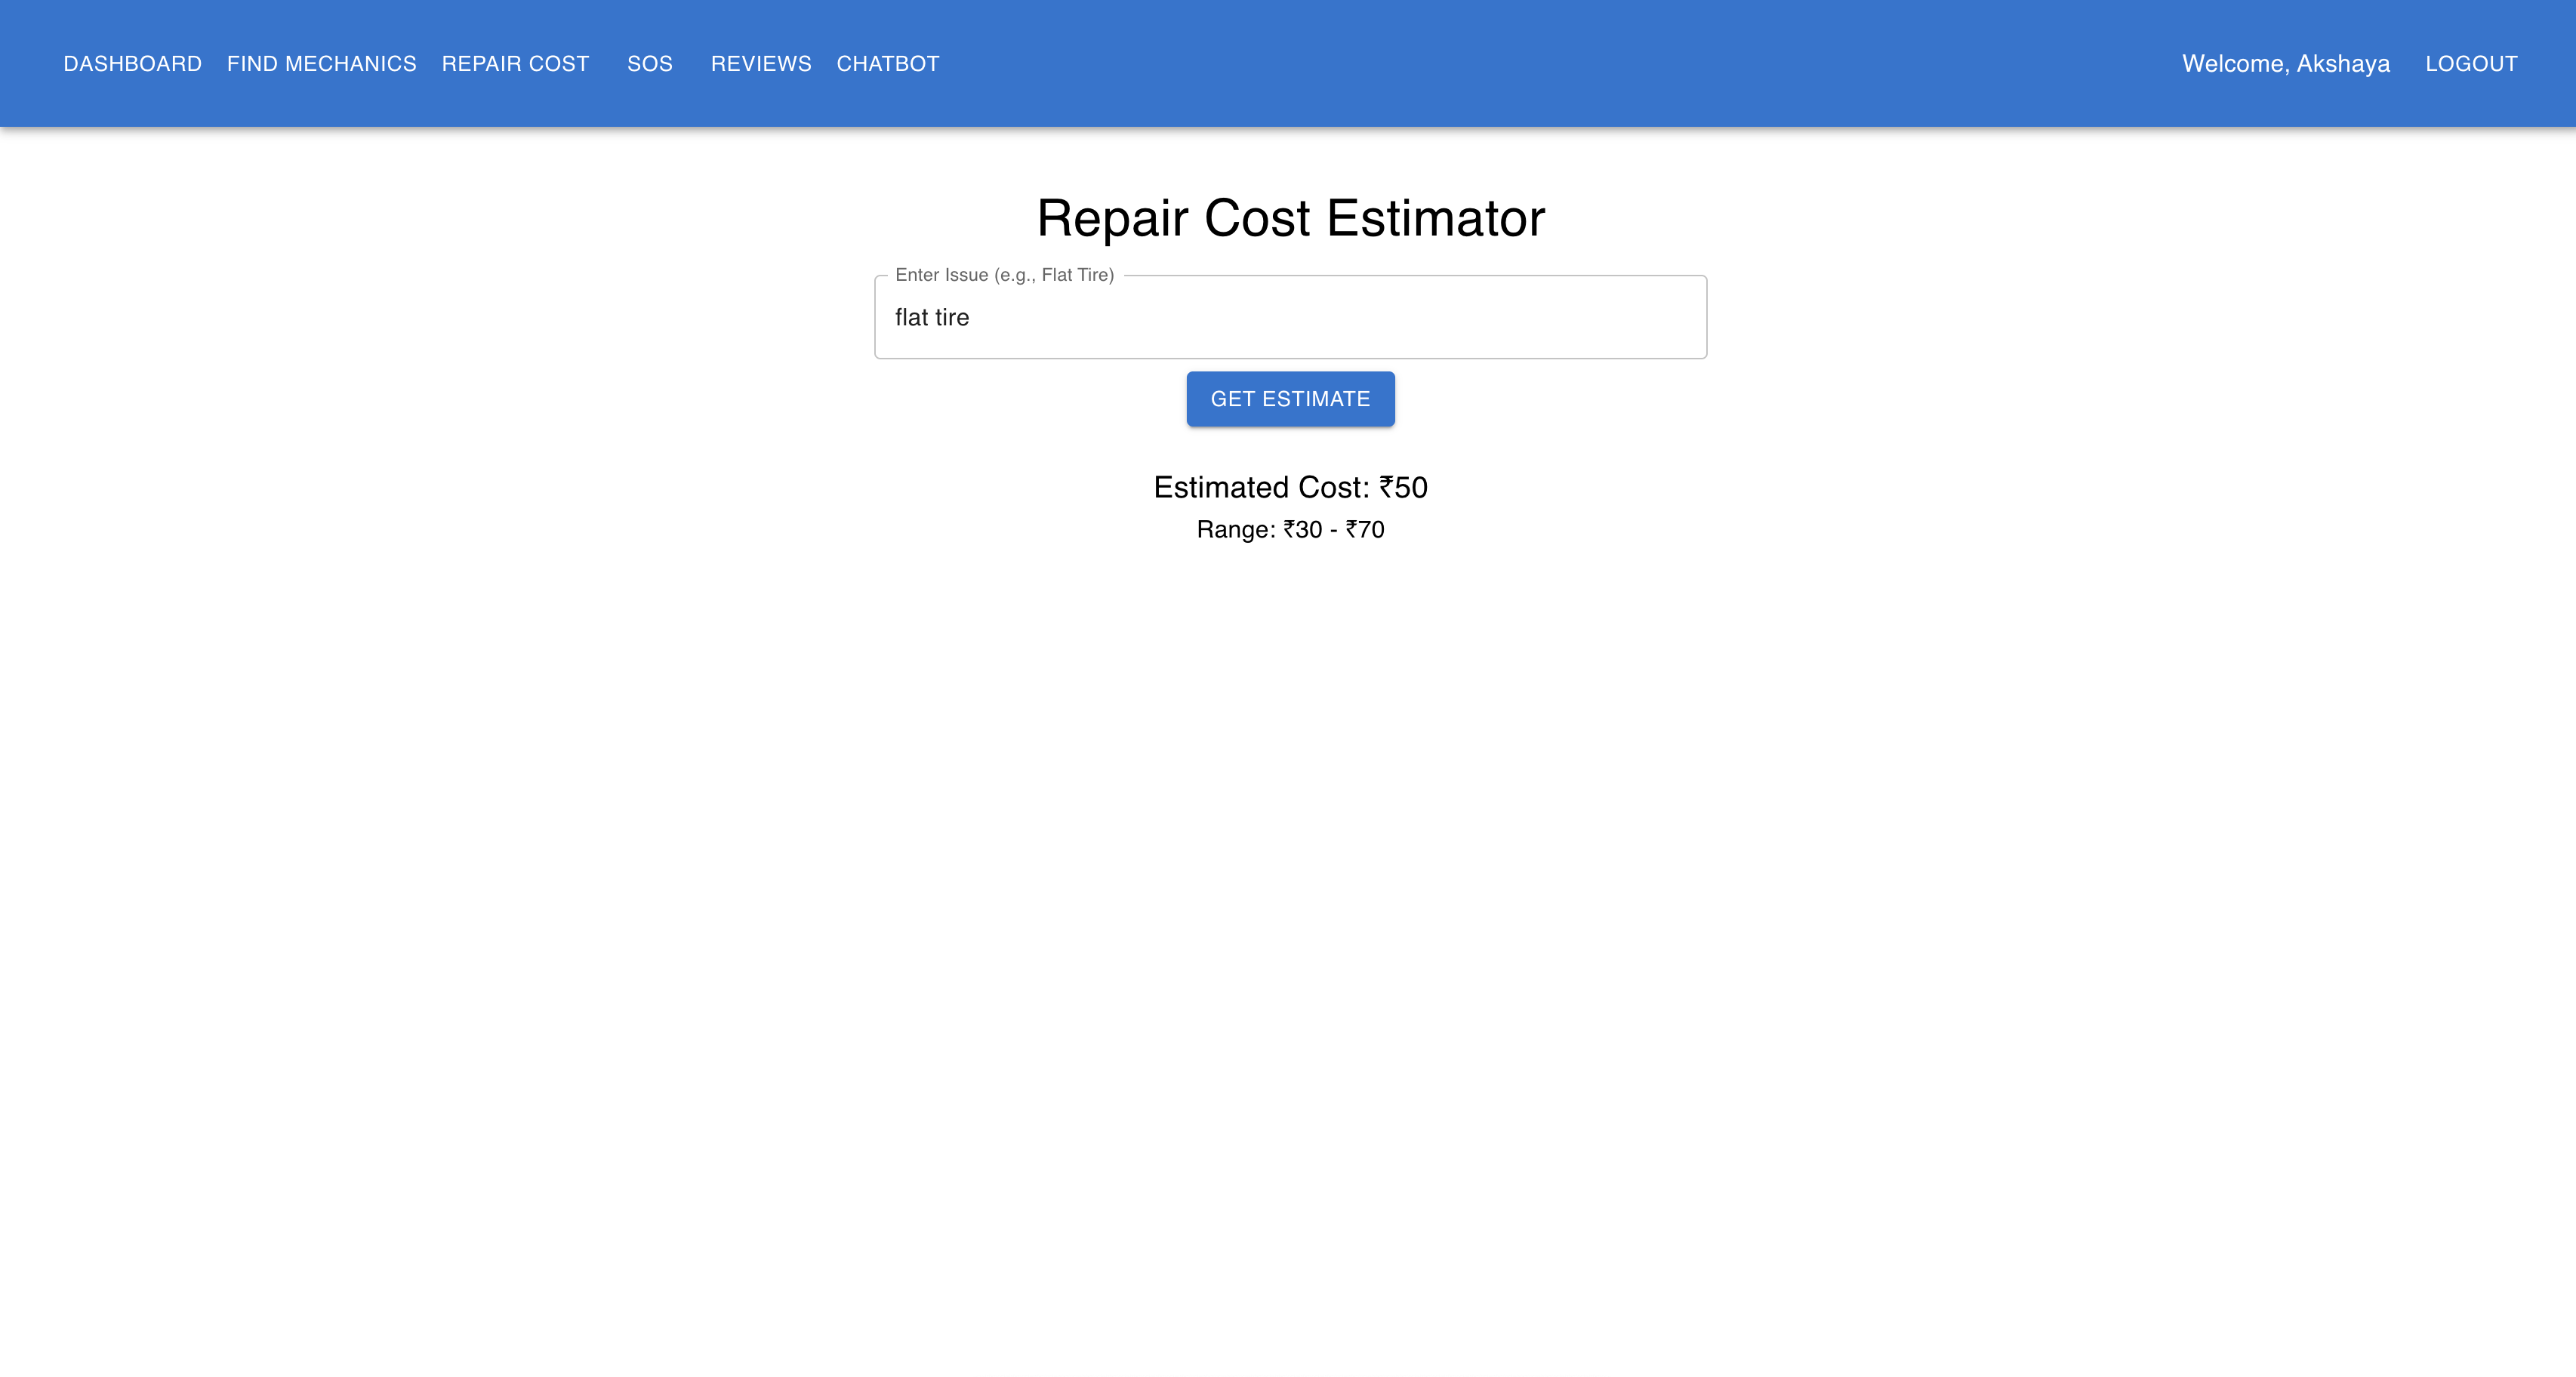 DASHBOARD FIND MECHANICS REPAIR COST SOS REVIEWS CHATBOT Welcome, Akshaya LOGOUT
Repair Cost Estimator
Enter Issue (e.g., Flat Tire)
flat tire
GET ESTIMATE
Estimated Cost: ₹50
Range: ₹30 - ₹70